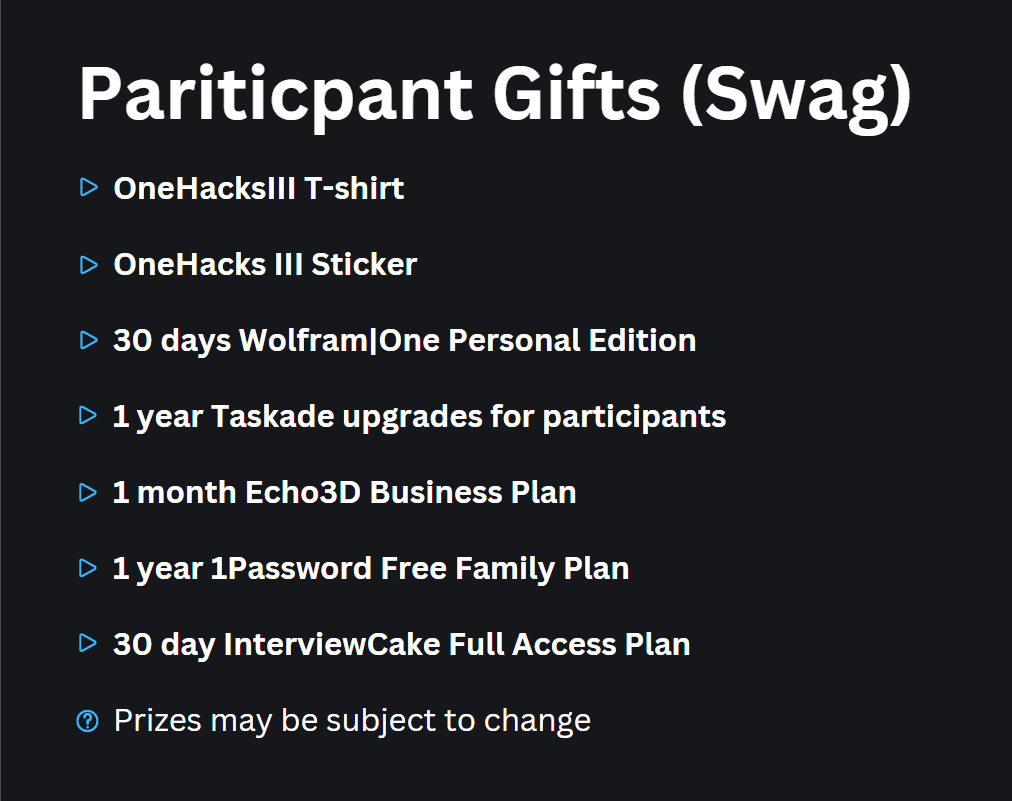 Pariticpant Gifts (Swag)
OneHacksIII T-shirt
OneHacks III Sticker
30 days Wolfram|One Personal Edition
1 year Taskade upgrades for participants
1 month Echo3D Business Plan
1 year 1Password Free Family Plan
30 day InterviewCake Full Access Plan
Prizes may be subject to change